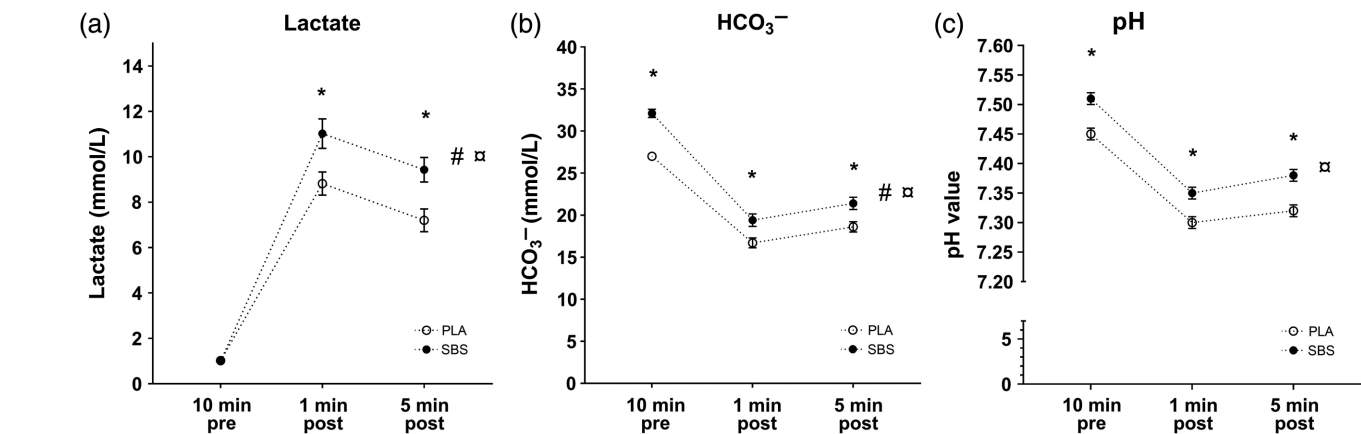 (a) Lactate
Lactate (mmol/L)
14
12
10
8
6
4
2
0
*
*
# ¤
PLA
SBS
10 min pre
1 min post
5 min post
(b) HCO₃⁻
HCO₃⁻ (mmol/L)
40
35
30
25
20
15
10
5
0
*
*
*
# ¤
PLA
SBS
10 min pre
1 min post
5 min post
(c) pH
pH value
7.60
7.55
7.50
7.45
7.40
7.35
7.30
7.25
7.20
5
0
*
*
*
¤
PLA
SBS
10 min pre
1 min post
5 min post